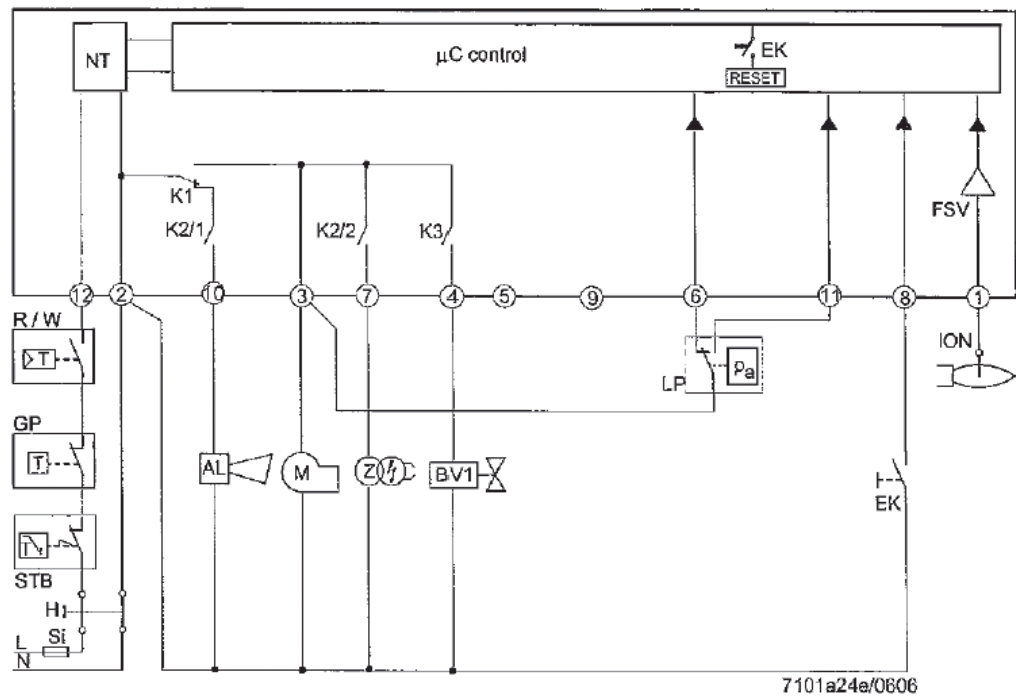 NT
μC control
EK
RESET
K1
K2/1
K2/2
K3
FSV
12
2
10
3
7
4
5
9
6
11
8
1
R / W
T
ION
LP
pa
GP
T
AL
M
Z
BV1
EK
T
STB
H
Si
L
N
7101a24e/0606